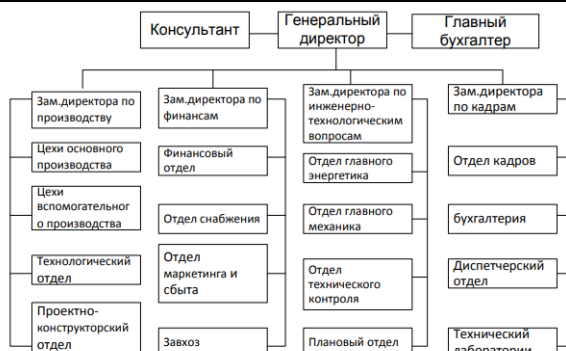 Консультант
Генеральный
директор
Главный
бухгалтер
Зам.директора по
производству
Зам.директора по
финансам
Зам.директора по
инженерно-
технологическим
вопросам
Зам.директора
по кадрам
Цехи основного
производства
Финансовый
отдел
Отдел главного
энергетика
Отдел кадров
Цехи
вспомогательног
о производства
Отдел снабжения
Отдел главного
механика
бухгалтерия
Технологический
отдел
Отдел
маркетинга и
сбыта
Отдел
технического
контроля
Диспетчерский
отдел
Проектно-
конструкторский
отдел
Завхоз
Плановый отдел
Технический
лаборатории